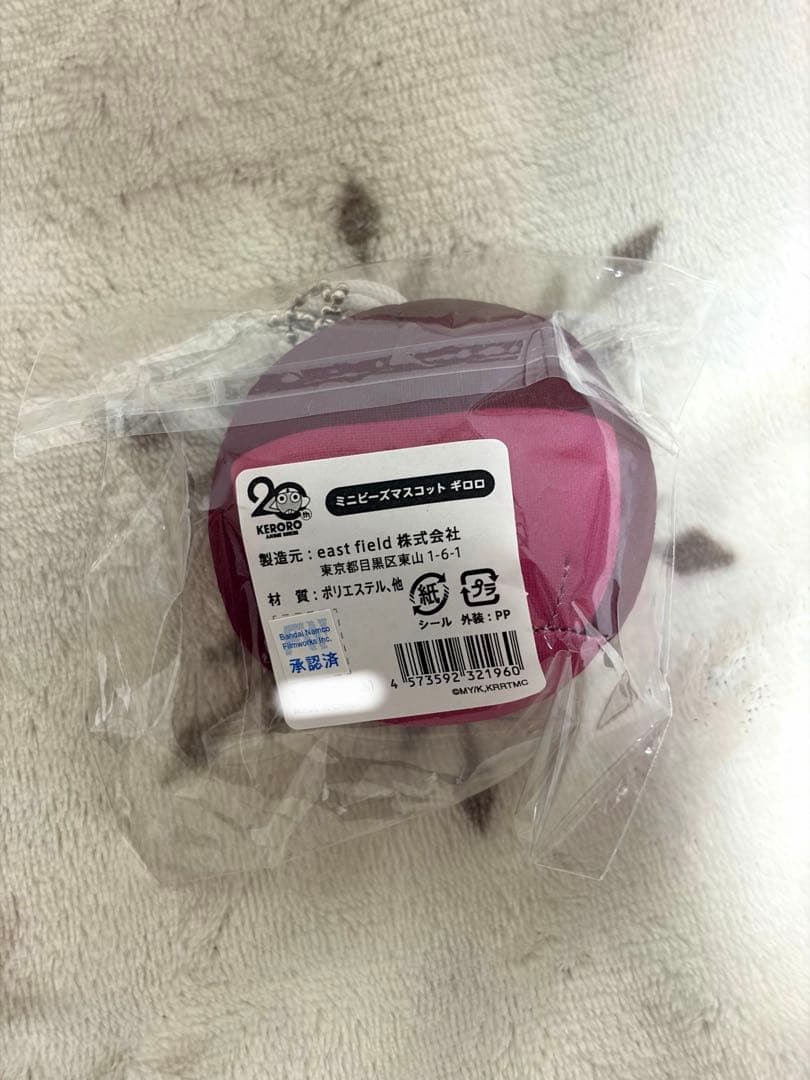 20th
KERORO
ANIME SERIES
ミニビーズマスコット ギロロ
製造元：east field 株式会社
東京都目黒区東山 1-6-1
材　質：ポリエステル、他
紙
シール
プラ
外装：PP
Bandai Namco
Filmworks Inc.
承認済
4 573592 321960
©MY/K,KRRTMC